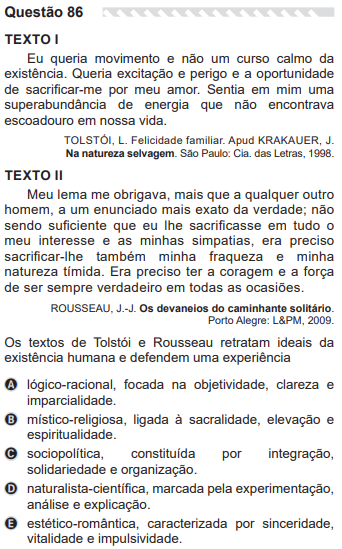 Questão 86
TEXTO I
Eu queria movimento e não um curso calmo da
existência. Queria excitação e perigo e a oportunidade
de sacrificar-me por meu amor. Sentia em mim uma
superabundância de energia que não encontrava
escoadouro em nossa vida.
TOLSTÓI, L. Felicidade familiar. Apud KRAKAUER, J.
Na natureza selvagem. São Paulo: Cia. das Letras, 1998.
TEXTO II
Meu lema me obrigava, mais que a qualquer outro
homem, a um enunciado mais exato da verdade; não
sendo suficiente que eu lhe sacrificasse em tudo o
meu interesse e as minhas simpatias, era preciso
sacrificar-lhe também minha fraqueza e minha
natureza tímida. Era preciso ter a coragem e a força
de ser sempre verdadeiro em todas as ocasiões.
ROUSSEAU, J.-J. Os devaneios do caminhante solitário.
Porto Alegre: L&PM, 2009.
Os textos de Tolstói e Rousseau retratam ideais da
existência humana e defendem uma experiência
A lógico-racional, focada na objetividade, clareza e
imparcialidade.
B místico-religiosa, ligada à sacralidade, elevação e
espiritualidade.
C sociopolítica, constituída por integração,
solidariedade e organização.
D naturalista-científica, marcada pela experimentação,
análise e explicação.
E estético-romântica, caracterizada por sinceridade,
vitalidade e impulsividade.